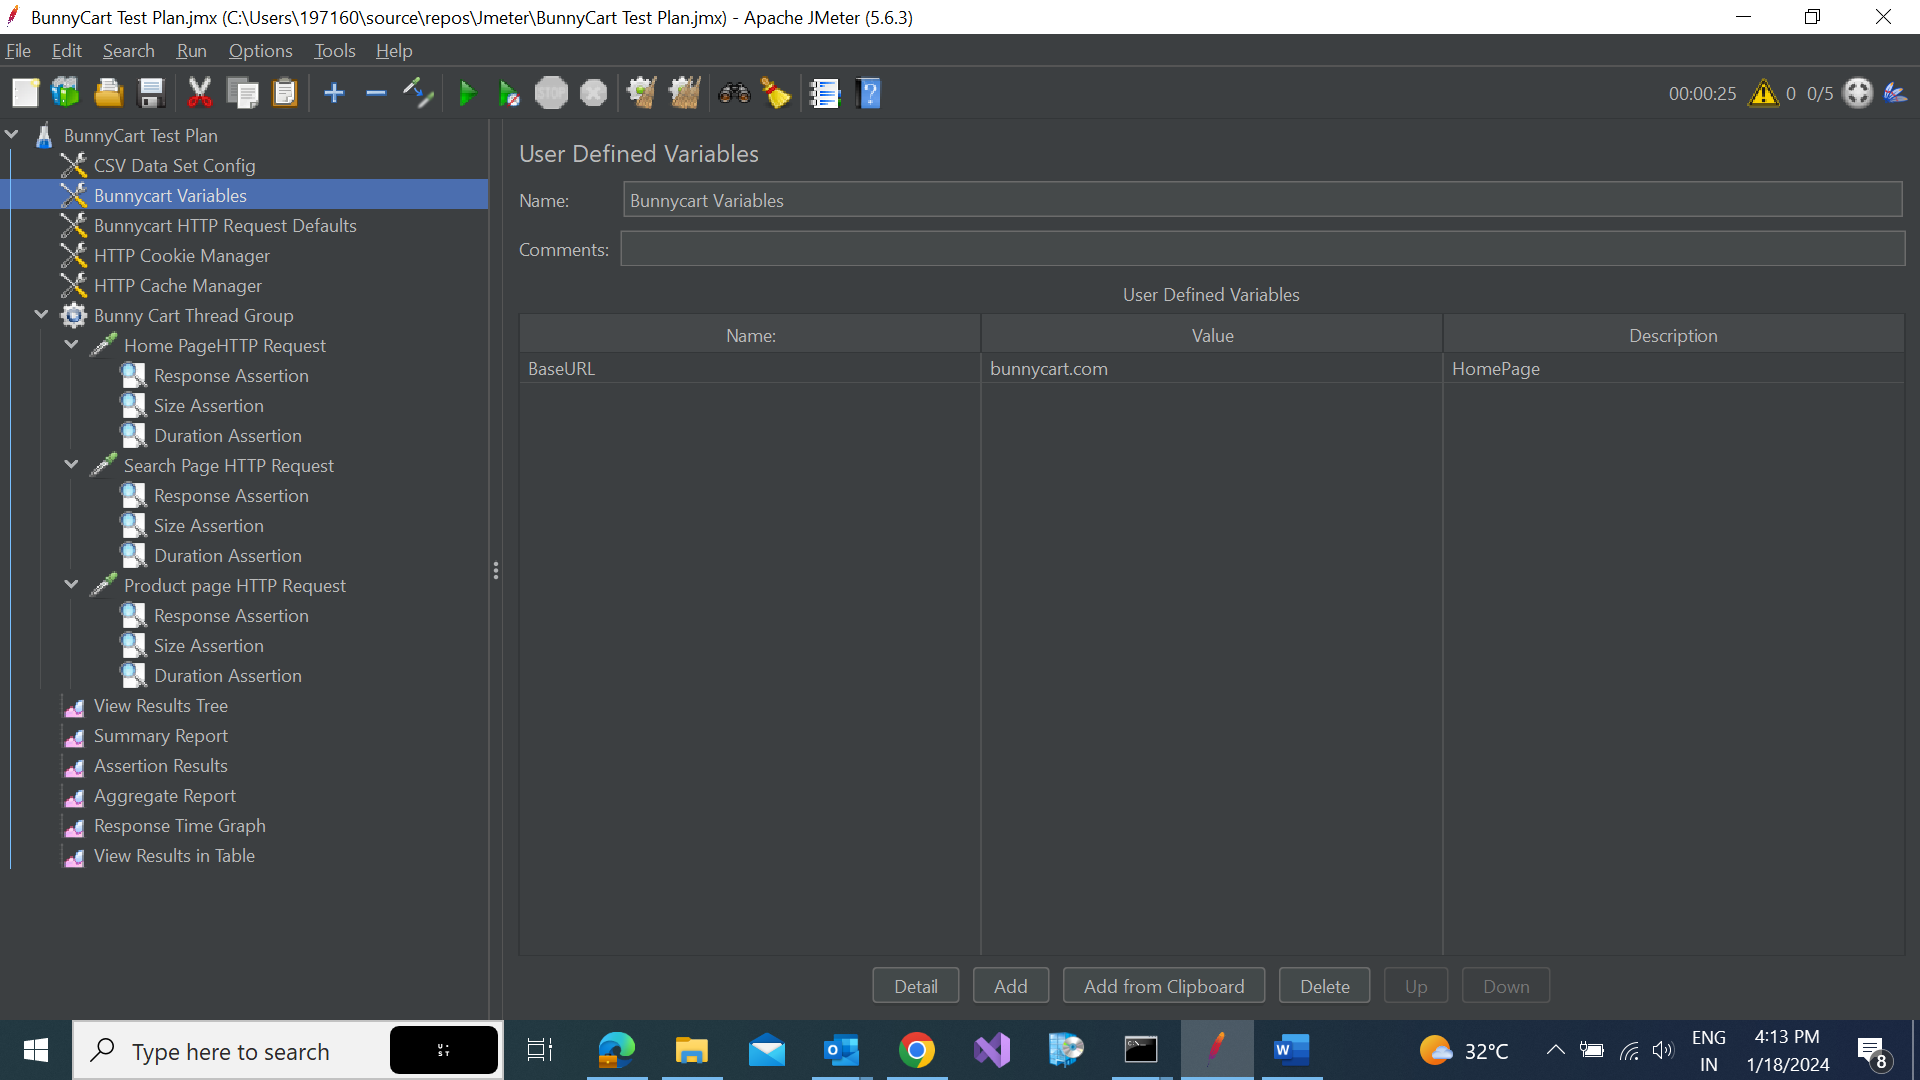 BunnyCart Test Plan.jmx (C:\Users\197160\source\repos\Jmeter\BunnyCart Test Plan.jmx) - Apache JMeter (5.6.3)
File Edit Search Run Options Tools Help
STOP
00:00:25 0 0/5
BunnyCart Test Plan
CSV Data Set Config
Bunnycart Variables
Bunnycart HTTP Request Defaults
HTTP Cookie Manager
HTTP Cache Manager
Bunny Cart Thread Group
Home PageHTTP Request
Response Assertion
Size Assertion
Duration Assertion
Search Page HTTP Request
Response Assertion
Size Assertion
Duration Assertion
Product page HTTP Request
Response Assertion
Size Assertion
Duration Assertion
View Results Tree
Summary Report
Assertion Results
Aggregate Report
Response Time Graph
View Results in Table
User Defined Variables
Name: Bunnycart Variables
Comments:
User Defined Variables
Name: Value Description
BaseURL bunnycart.com HomePage
Detail Add Add from Clipboard Delete Up Down
Type here to search
U S T
32°C
ENG
IN
4:13 PM
1/18/2024
8